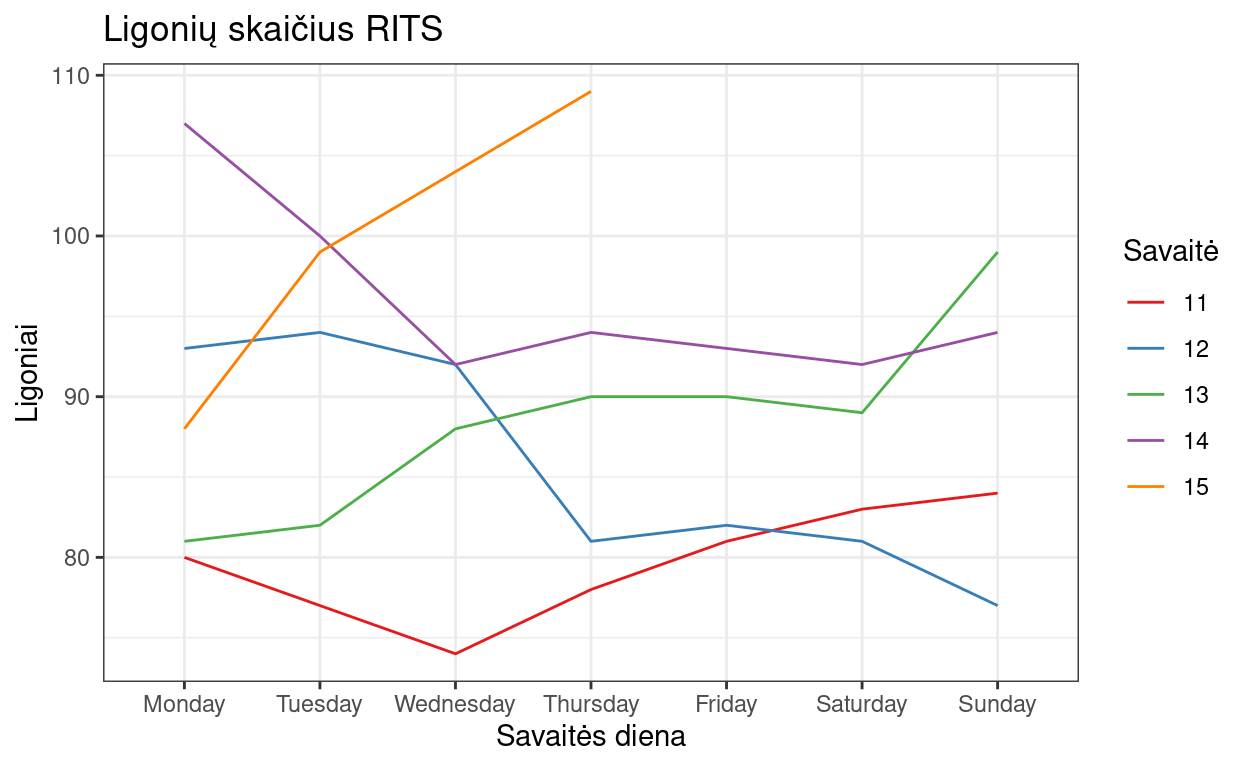 Ligonių skaičius RITS
110
100
90
80
Ligoniai
Monday Tuesday Wednesday Thursday Friday Saturday Sunday
Savaitės diena
Savaitė
11
12
13
14
15